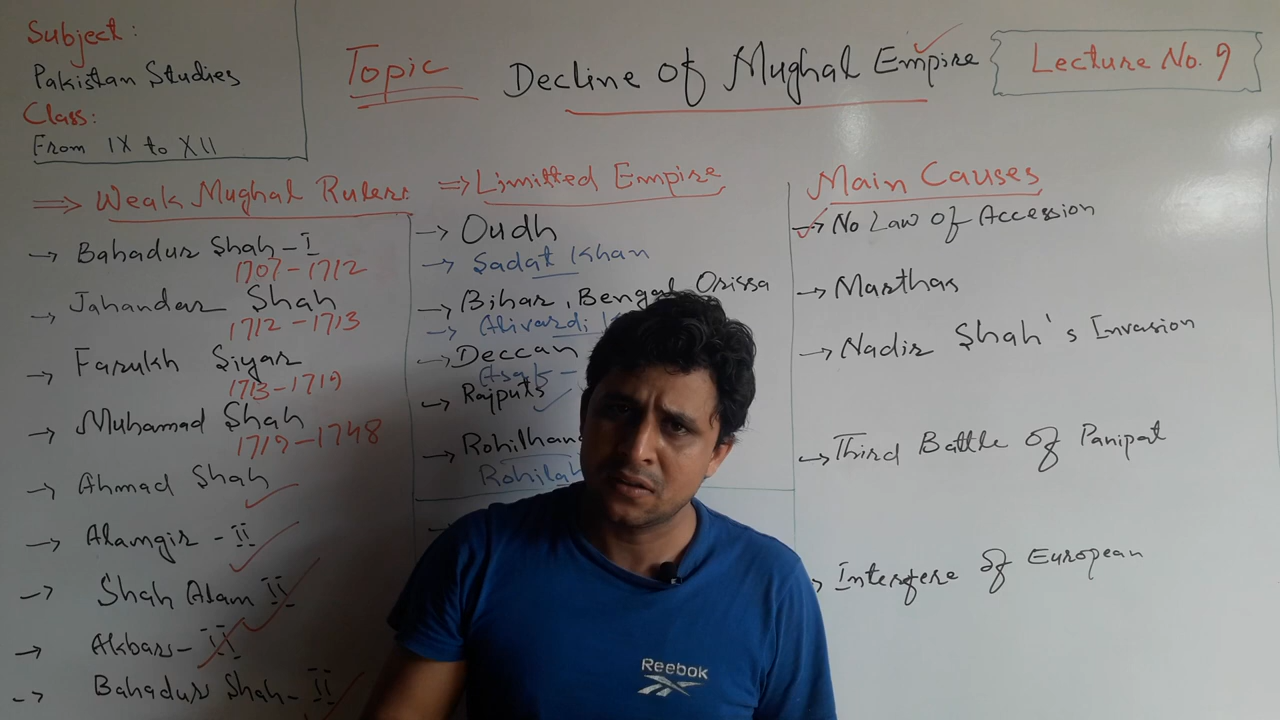 Subject:
Pakistan Studies
Class:
From IX to XII
Topic
Decline of Mughal Empire
Lecture No. 9
⇒ Weak Mughal Rulers:
→ Bahadur Shah - I
1707 - 1712
→ Jahandar Shah
1712 - 1713
→ Farukh Siyar
1713 - 1719
→ Muhamad Shah
1719 - 1748
→ Ahmad Shah
→ Alamgir - II
→ Shah Alam II
→ Akbar - II
→ Bahadur Shah - II
⇒ Limitted Empire
→ Oudh
→ Sadat Khan
→ Bihar, Bengal Orissa
→ Alivardi K
→ Deccan
→ Rajputs
→ Rohilhand
Rohilah
Main Causes
→ No Law of Accession
→ Marthas
→ Nadir Shah's Invasion
→ Third Battle of Panipat
→ Interfere of European
Reebok